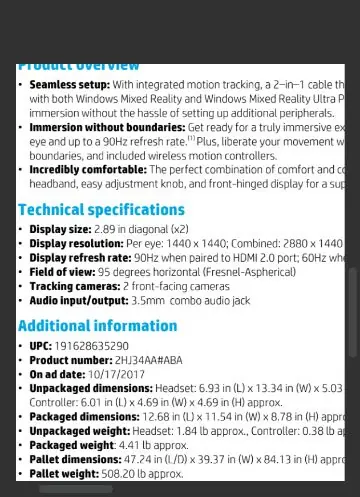 Product overview
• Seamless setup: With integrated motion tracking, a 2-in-1 cable th
with both Windows Mixed Reality and Windows Mixed Reality Ultra P
immersion without the hassle of setting up additional peripherals.
• Immersion without boundaries: Get ready for a truly immersive ex
eye and up to a 90Hz refresh rate.[1] Plus, liberate your movement w
boundaries, and included wireless motion controllers.
• Incredibly comfortable: The perfect combination of comfort and co
headband, easy adjustment knob, and front-hinged display for a sup
Technical specifications
• Display size: 2.89 in diagonal (x2)
• Display resolution: Per eye: 1440 x 1440; Combined: 2880 x 1440
• Display refresh rate: 90Hz when paired to HDMI 2.0 port; 60Hz whe
• Field of view: 95 degrees horizontal (Fresnel-Aspherical)
• Tracking cameras: 2 front-facing cameras
• Audio input/output: 3.5mm combo audio jack
Additional information
• UPC: 191628635290
• Product number: 2HJ34AA#ABA
• On ad date: 10/17/2017
• Unpackaged dimensions: Headset: 6.93 in (L) x 13.34 in (W) x 5.03
Controller: 6.01 in (L) x 4.69 in (W) x 4.69 in (H) approx.
• Packaged dimensions: 12.68 in (L) x 11.54 in (W) x 8.78 in (H) appr
• Unpackaged weight: Headset: 1.84 lb approx., Controller: 0.38 lb ap
• Packaged weight: 4.41 lb approx.
• Pallet dimensions: 47.24 in (L/D) x 39.37 in (W) x 84.13 in (H) appro
• Pallet weight: 508.20 lb approx.